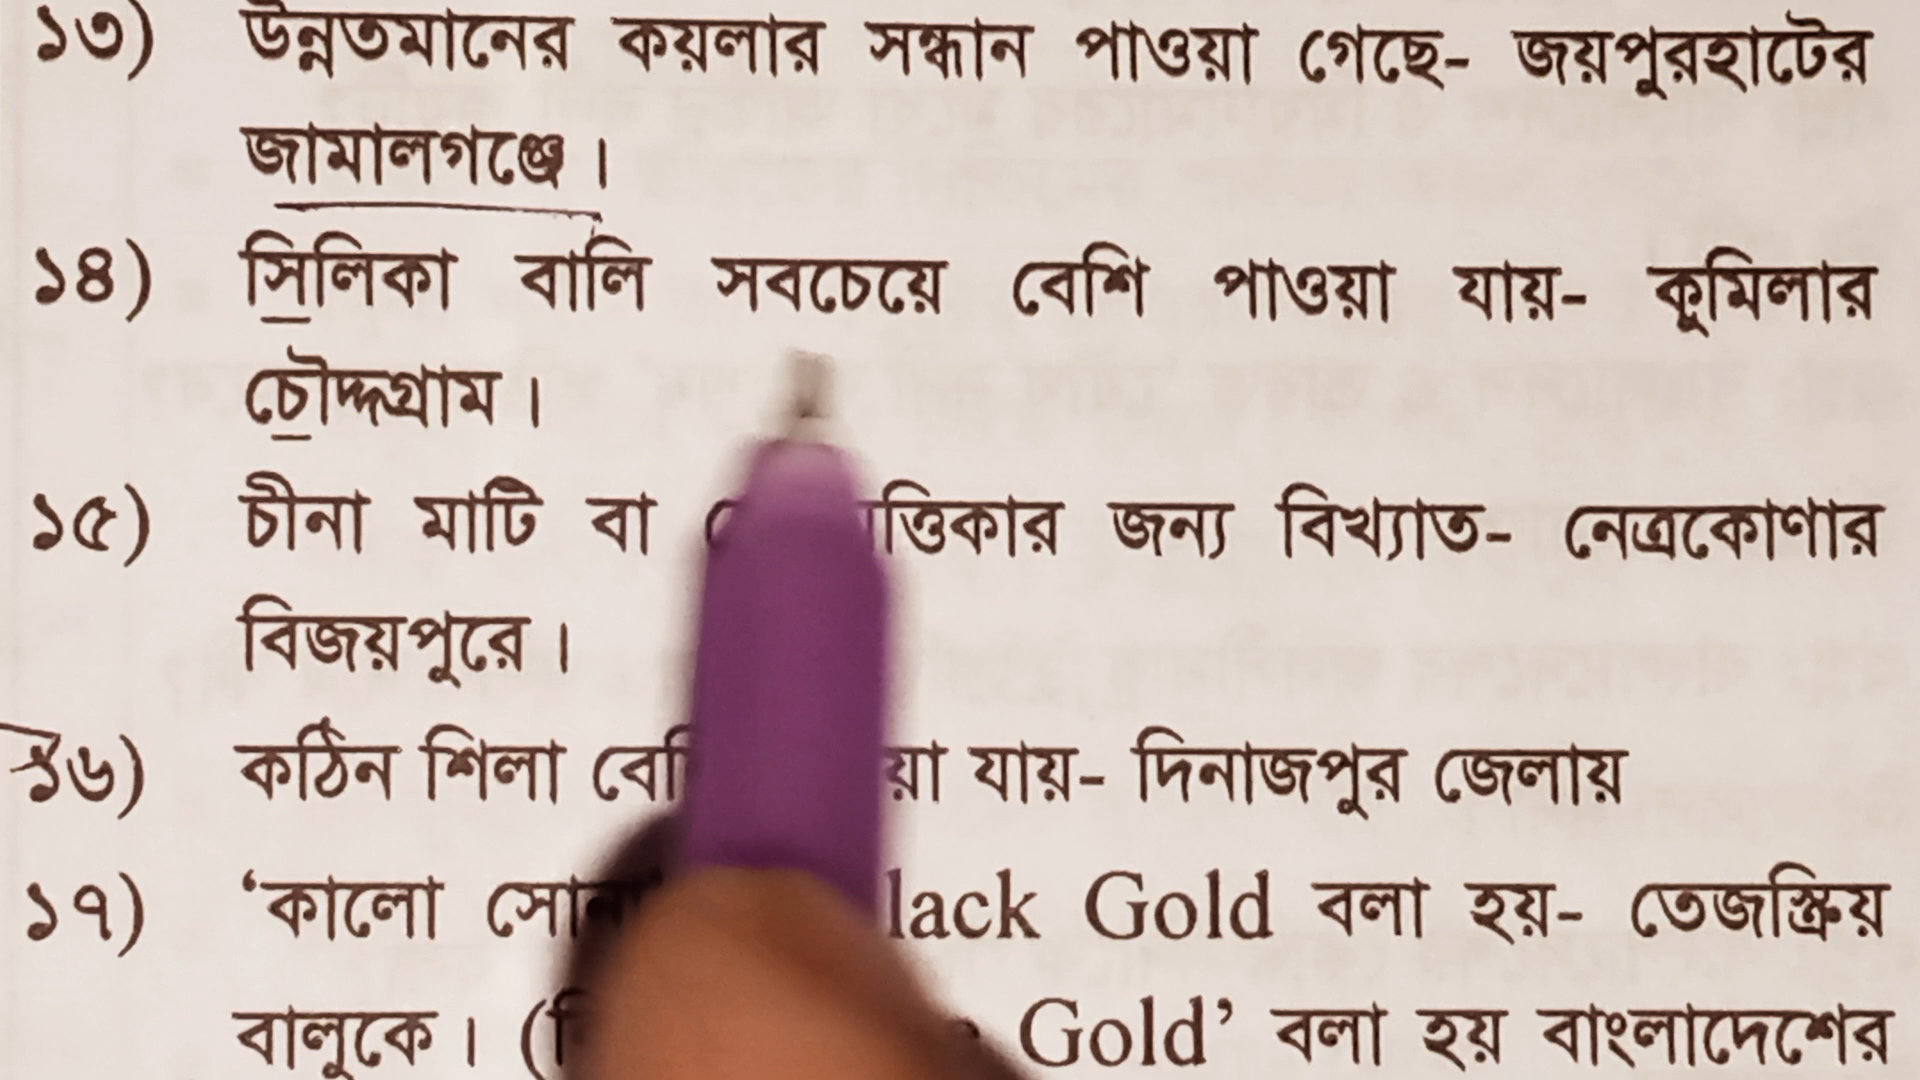 ১৩) উন্নতমানের কয়লার সন্ধান পাওয়া গেছে- জয়পুরহাটের
জামালগঞ্জে।
১৪) সিলিকা বালি সবচেয়ে বেশি পাওয়া যায়- কুমিলার
চৌদ্দগ্রাম।
১৫) চীনা মাটি বা জন্য বিখ্যাত- নেত্রকোণার
বিজয়পুরে।
১৬) কঠিন শিলা যায়- দিনাজপুর জেলায়
১৭) ‘কালো Gold বলা হয়- তেজস্ক্রিয়
বালুকে। Gold’ বলা হয় বাংলাদেশের